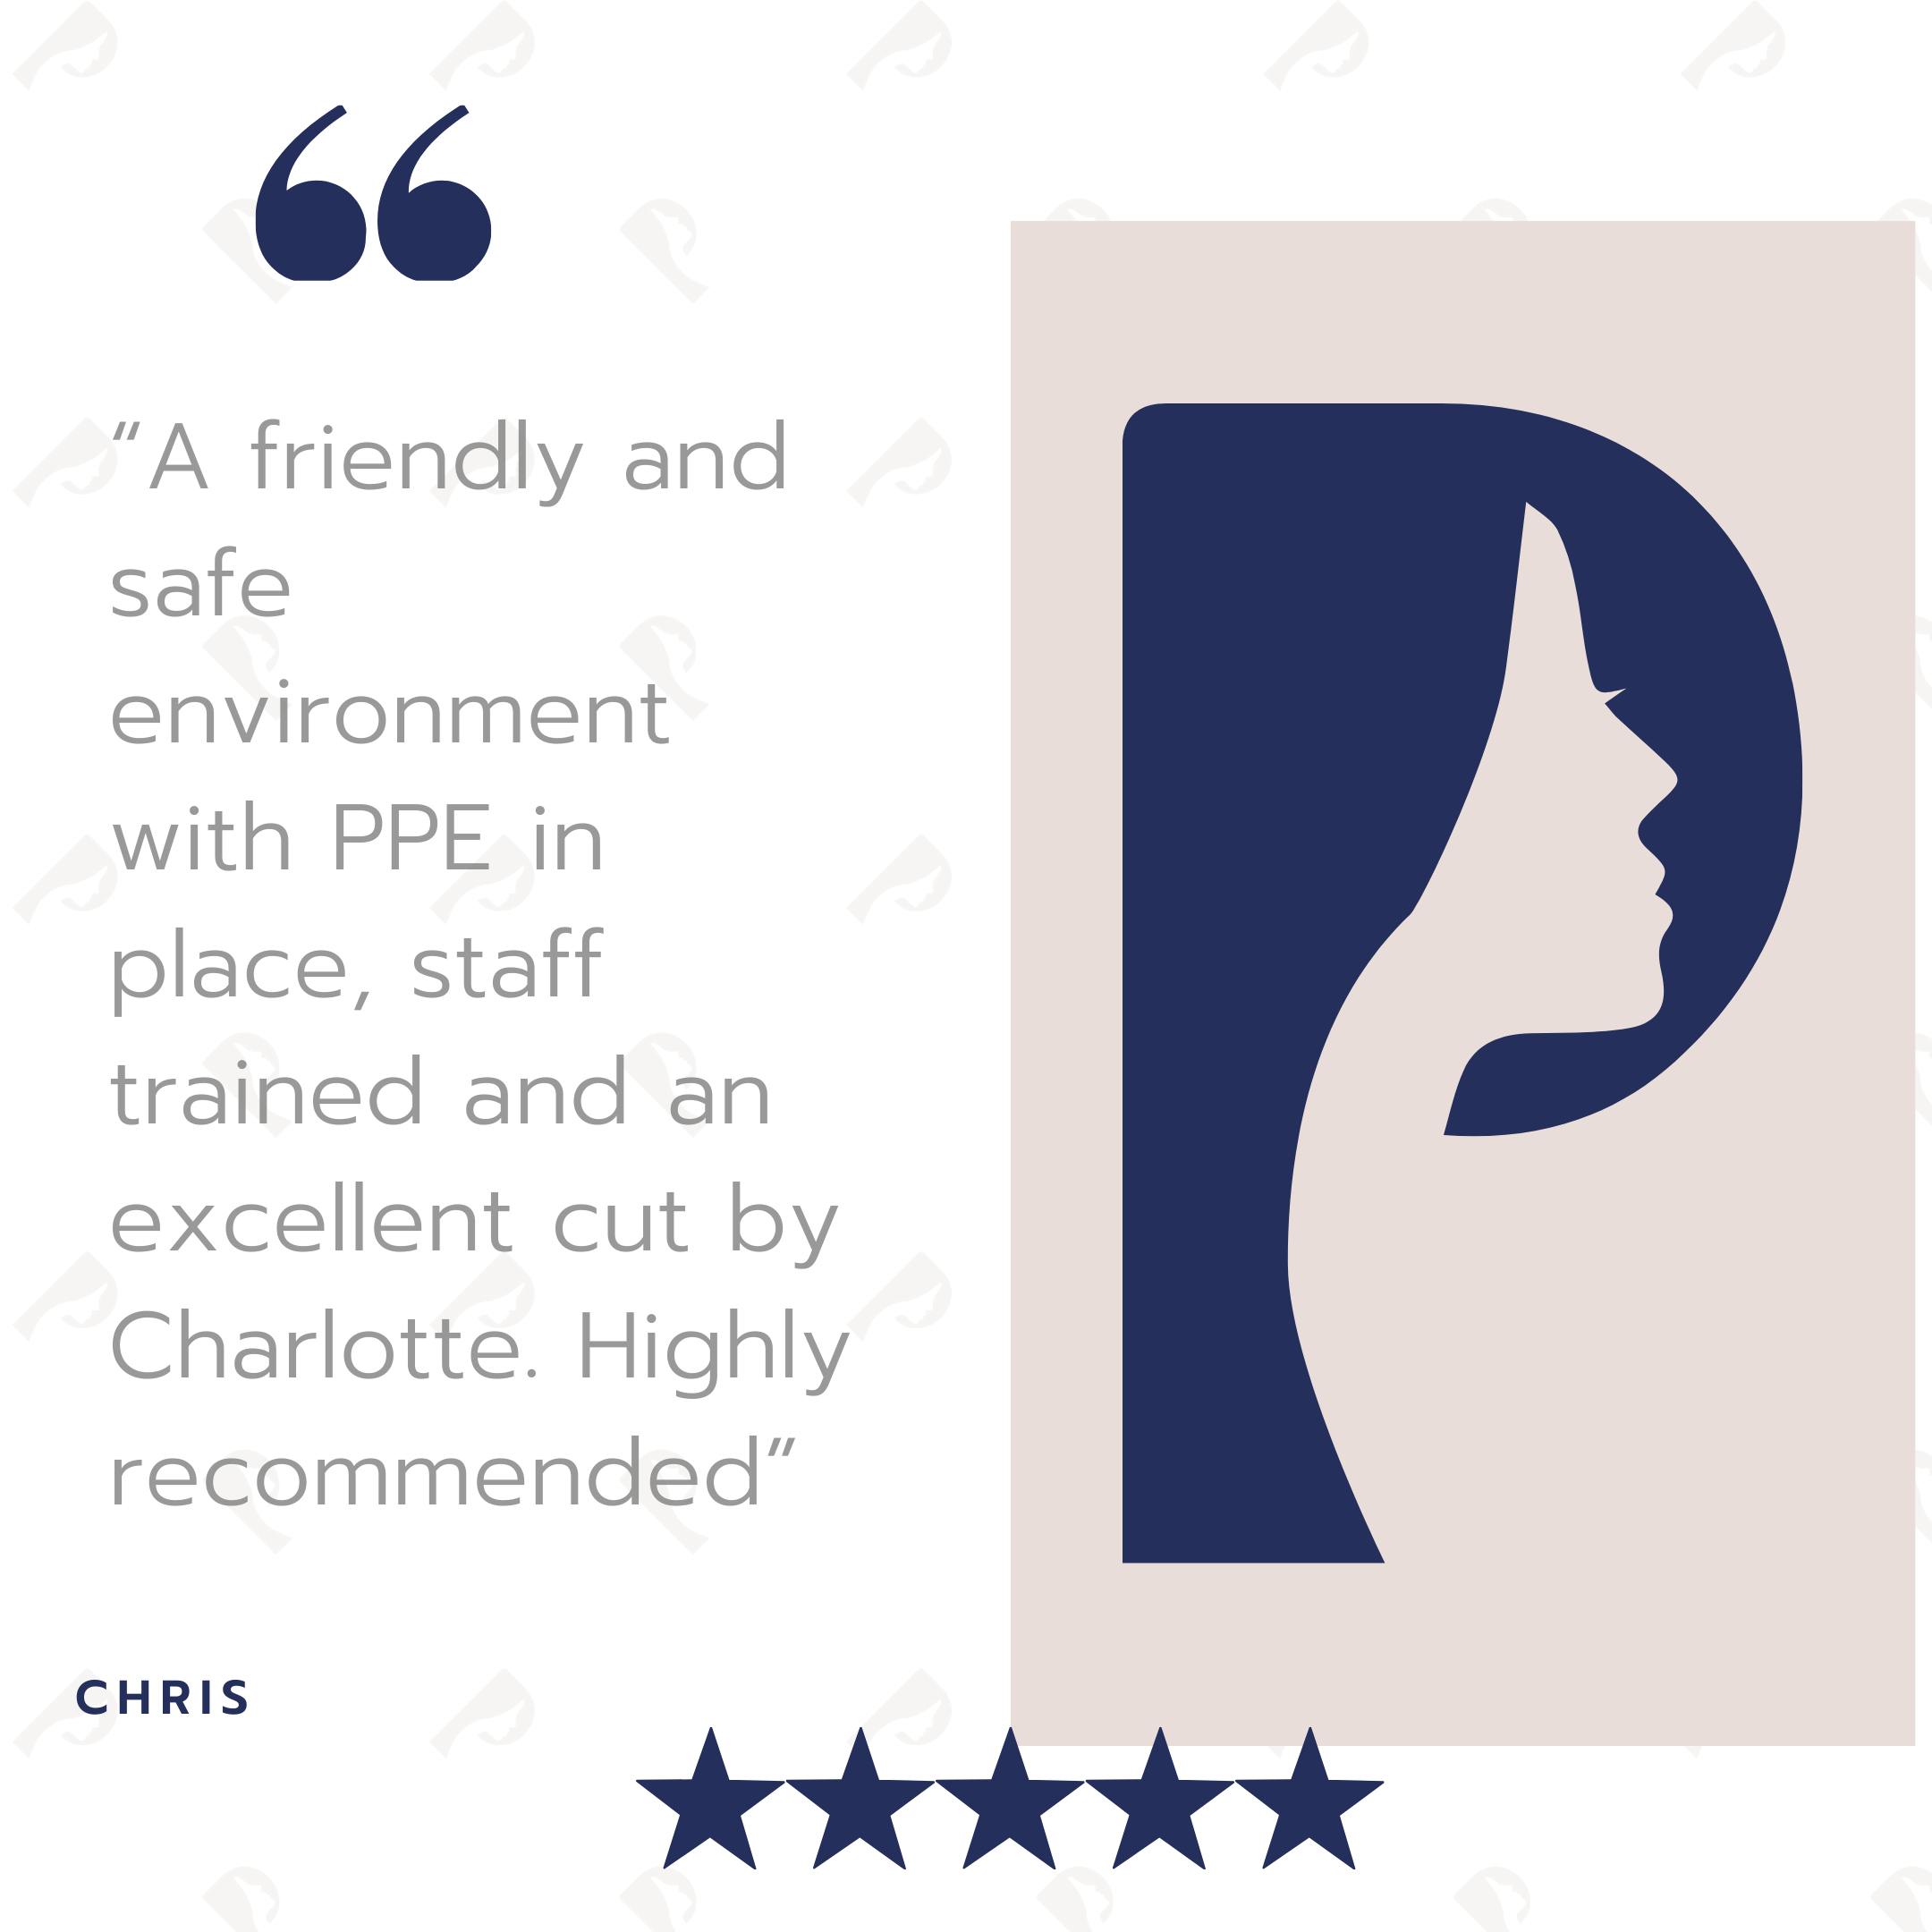 “A friendly and
safe
environment
with PPE in
place, staff
trained and an
excellent cut by
Charlotte. Highly
recommended”
CHRIS